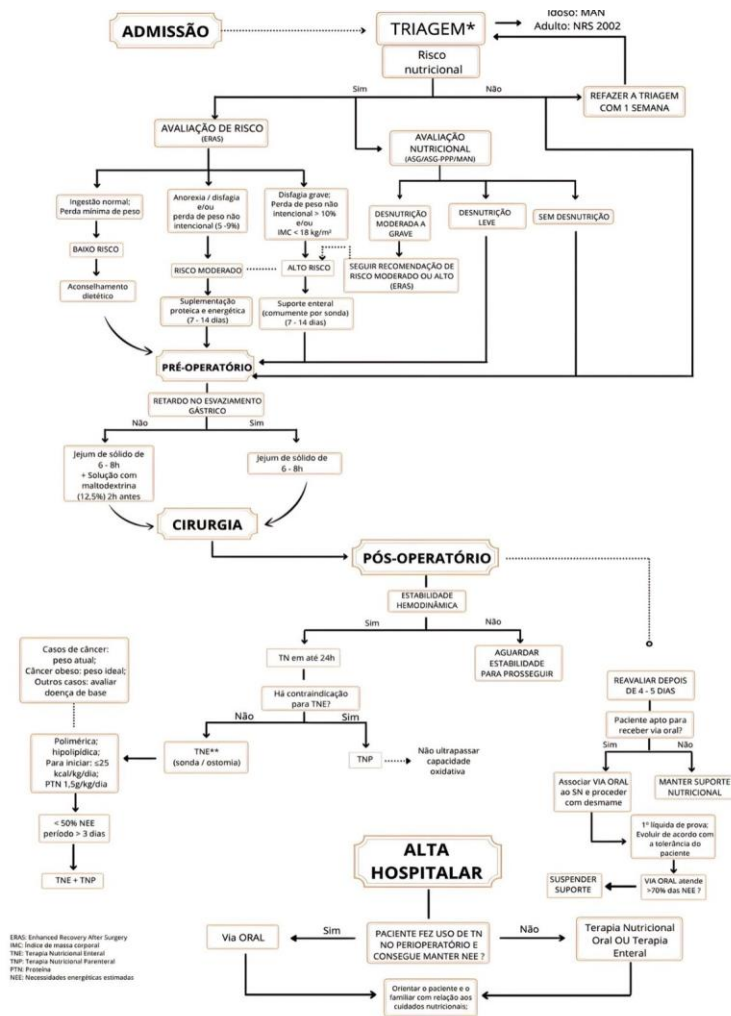 ADMISSÃO
TRIAGEM*
Idoso: MAN
Adulto: NRS 2002
Risco
nutricional
Sim
Não
REFAZER A TRIAGEM
COM 1 SEMANA
AVALIAÇÃO DE RISCO
(ERAS)
AVALIAÇÃO
NUTRICIONAL
(ASG/ASG-PPP/MAN)
Ingestão normal;
Perda mínima de peso
Anorexia / disfagia
e/ou
perda de peso não
intencional (5 -9%)
Disfagia grave;
Perda de peso não
intencional > 10%
e/ou
IMC < 18 kg/m²
DESNUTRIÇÃO
MODERADA A
GRAVE
DESNUTRIÇÃO
LEVE
SEM DESNUTRIÇÃO
BAIXO RISCO
RISCO MODERADO
ALTO RISCO
SEGUIR RECOMENDAÇÃO DE
RISCO MODERADO OU ALTO
(ERAS)
Aconselhamento
dietético
Suplementação
proteica e energética
(7 - 14 dias)
Suporte enteral
(comumente por sonda)
(7 - 14 dias)
PRÉ-OPERATÓRIO
RETARDO NO ESVAZIAMENTO
GÁSTRICO
Não
Sim
Jejum de sólido de
6 - 8h
+ Solução com
maltodextrina
(12,5%) 2h antes
Jejum de sólido de
6 - 8h
CIRURGIA
PÓS-OPERATÓRIO
ESTABILIDADE
HEMODINÂMICA
Sim
Não
TN em até 24h
AGUARDAR
ESTABILIDADE
PARA PROSSEGUIR
Há contraindicação
para TNE?
Não
Sim
TNE**
(sonda / ostomia)
TNP
Não ultrapassar
capacidade
oxidativa
Casos de câncer:
peso atual;
Câncer obeso: peso ideal;
Outros casos: avaliar
doença de base
Polimérica;
hipolipídica;
Para iniciar: ≤25
kcal/kg/dia;
PTN 1,5g/kg/dia
< 50% NEE
período > 3 dias
TNE + TNP
REAVALIAR DEPOIS
DE 4 - 5 DIAS
Paciente apto para
receber via oral?
Sim
Não
Associar VIA ORAL
ao SN e proceder
com desmame
MANTER SUPORTE
NUTRICIONAL
1º líquida de prova;
Evoluir de acordo com
a tolerância do
paciente
VIA ORAL atende
>70% das NEE ?
SUSPENDER
SUPORTE
ALTA
HOSPITALAR
PACIENTE FEZ USO DE TN
NO PERIOPERATÓRIO E
CONSEGUE MANTER NEE ?
Sim
Não
Via ORAL
Terapia Nutricional
Oral OU Terapia
Enteral
Orientar o paciente e o
familiar com relação aos
cuidados nutricionais;
ERAS: Enhanced Recovery After Surgery
IMC: Índice de massa corporal
TNE: Terapia Nutricional Enteral
TNP: Terapia Nutricional Parenteral
PTN: Proteína
NEE: Necessidades energéticas estimadas